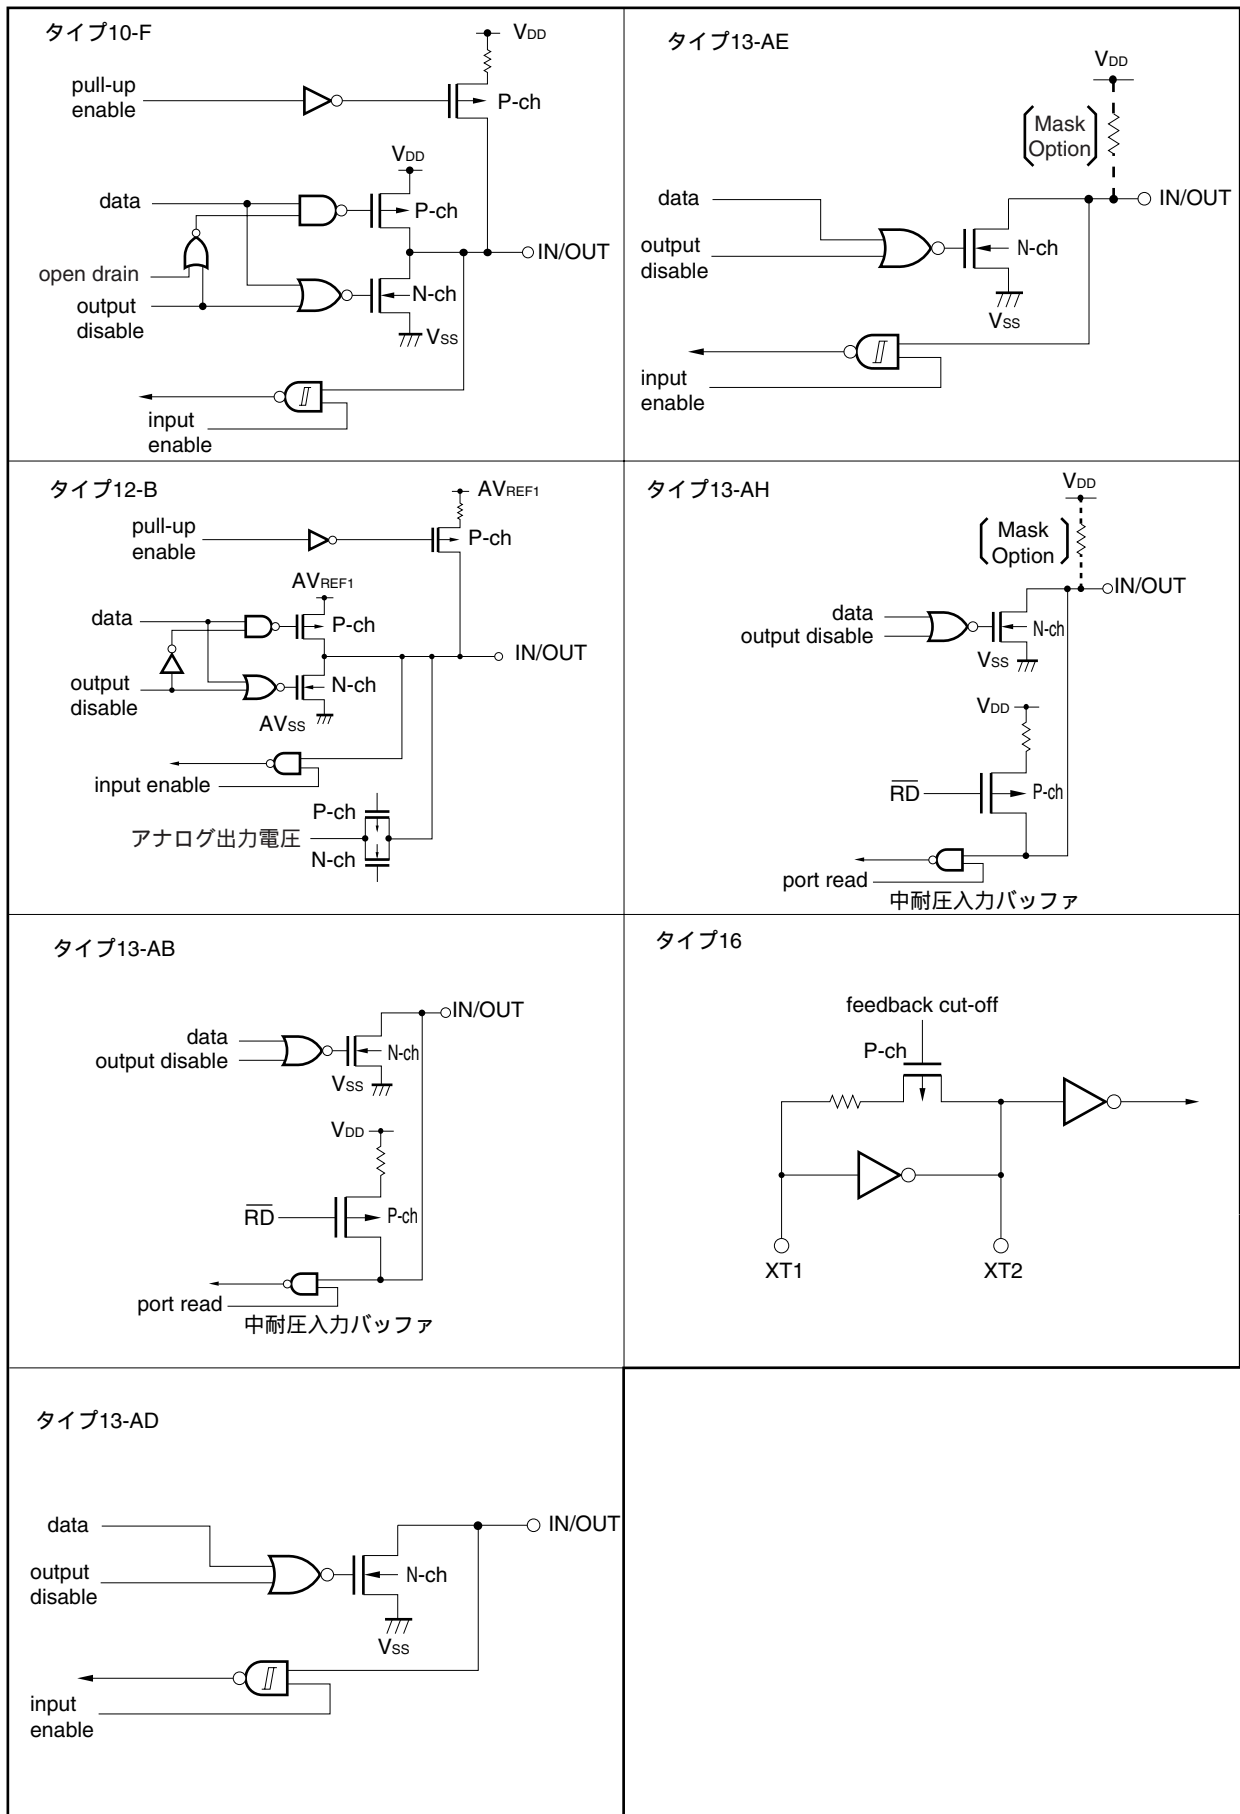 タイプ10-F
VDD
pull-up
enable
P-ch
VDD
data
P-ch
open drain
IN/OUT
output
disable
N-ch
VSS
input
enable
タイプ13-AE
VDD
Mask
Option
data
IN/OUT
output
disable
N-ch
VSS
input
enable
タイプ12-B
AVREF1
pull-up
enable
P-ch
AVREF1
data
P-ch
IN/OUT
output
disable
N-ch
AVSS
input enable
P-ch
アナログ出力電圧
N-ch
タイプ13-AH
VDD
Mask
Option
IN/OUT
data
output disable
N-ch
VSS
VDD
RD
P-ch
port read
中耐圧入力バッファ
タイプ13-AB
IN/OUT
data
output disable
N-ch
VSS
VDD
RD
P-ch
port read
中耐圧入力バッファ
タイプ16
feedback cut-off
P-ch
XT1
XT2
タイプ13-AD
data
IN/OUT
output
disable
N-ch
VSS
input
enable